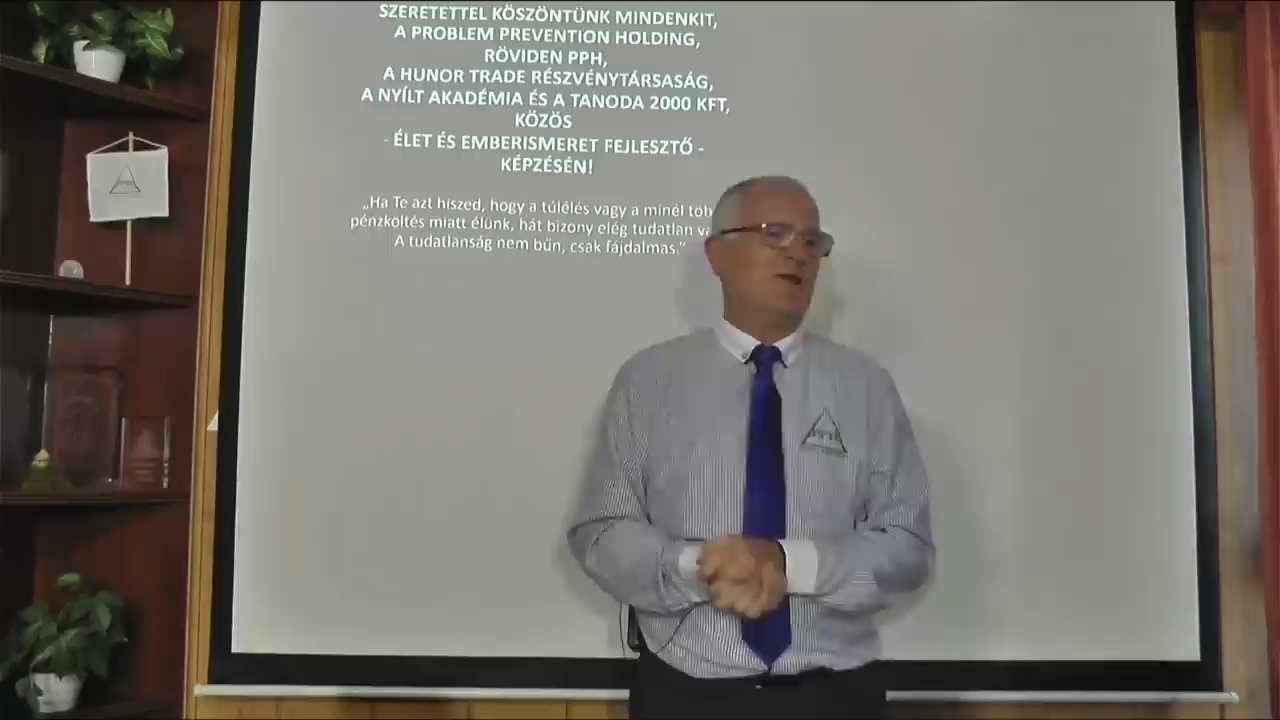 SZERETETTEL KÖSZÖNTÜNK MINDENKIT,
A PROBLEM PREVENTION HOLDING,
RÖVIDEN PPH,
A HUNOR TRADE RÉSZVÉNYTÁRSASÁG,
A NYÍLT AKADÉMIA ÉS A TANODA 2000 KFT,
KÖZÖS
- ÉLET ÉS EMBERISMERET FEJLESZTŐ -
KÉPZÉSÉN!
„Ha Te azt hiszed, hogy a túlélés vagy a minél
pénzköltés miatt élünk, hát bizony elég tudatlan
A tudatlanság nem bűn, csak fájdalmas.”